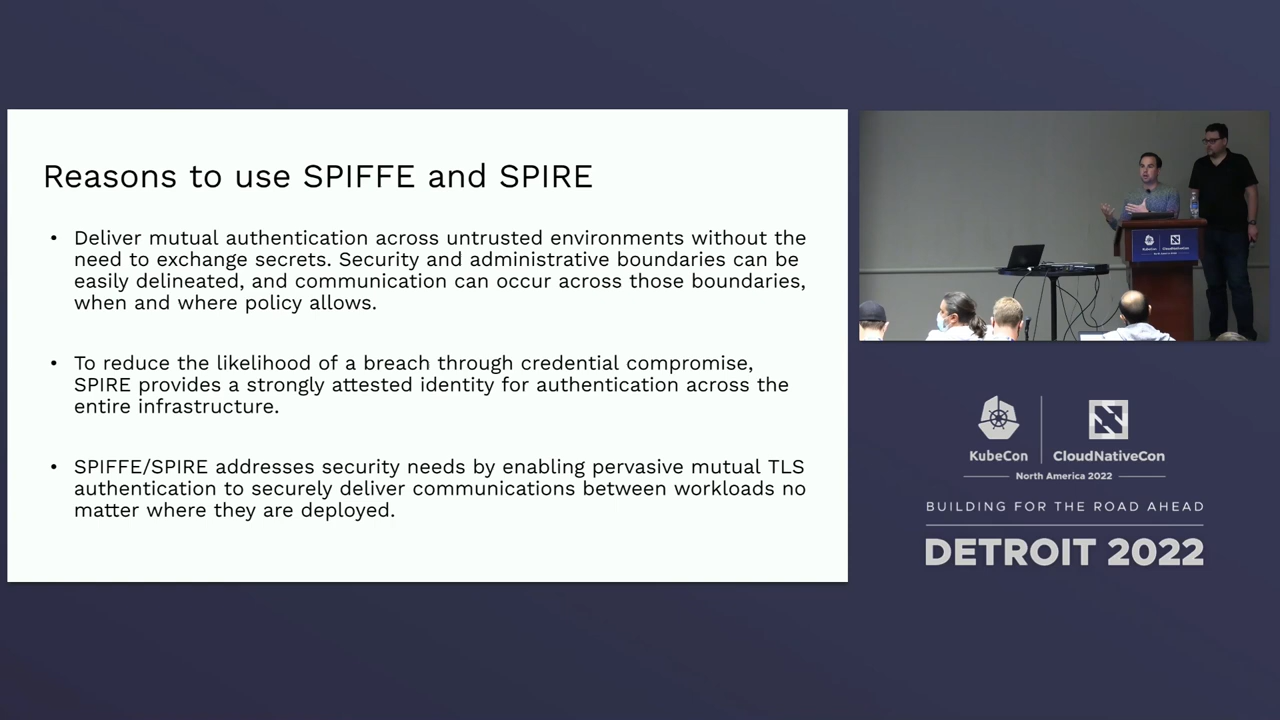 Reasons to use SPIFFE and SPIRE
• Deliver mutual authentication across untrusted environments without the
need to exchange secrets. Security and administrative boundaries can be
easily delineated, and communication can occur across those boundaries,
when and where policy allows.
• To reduce the likelihood of a breach through credential compromise,
SPIRE provides a strongly attested identity for authentication across the
entire infrastructure.
• SPIFFE/SPIRE addresses security needs by enabling pervasive mutual TLS
authentication to securely deliver communications between workloads no
matter where they are deployed.
KubeCon CloudNativeCon
KubeCon CloudNativeCon
North America 2022
BUILDING FOR THE ROAD AHEAD
DETROIT 2022